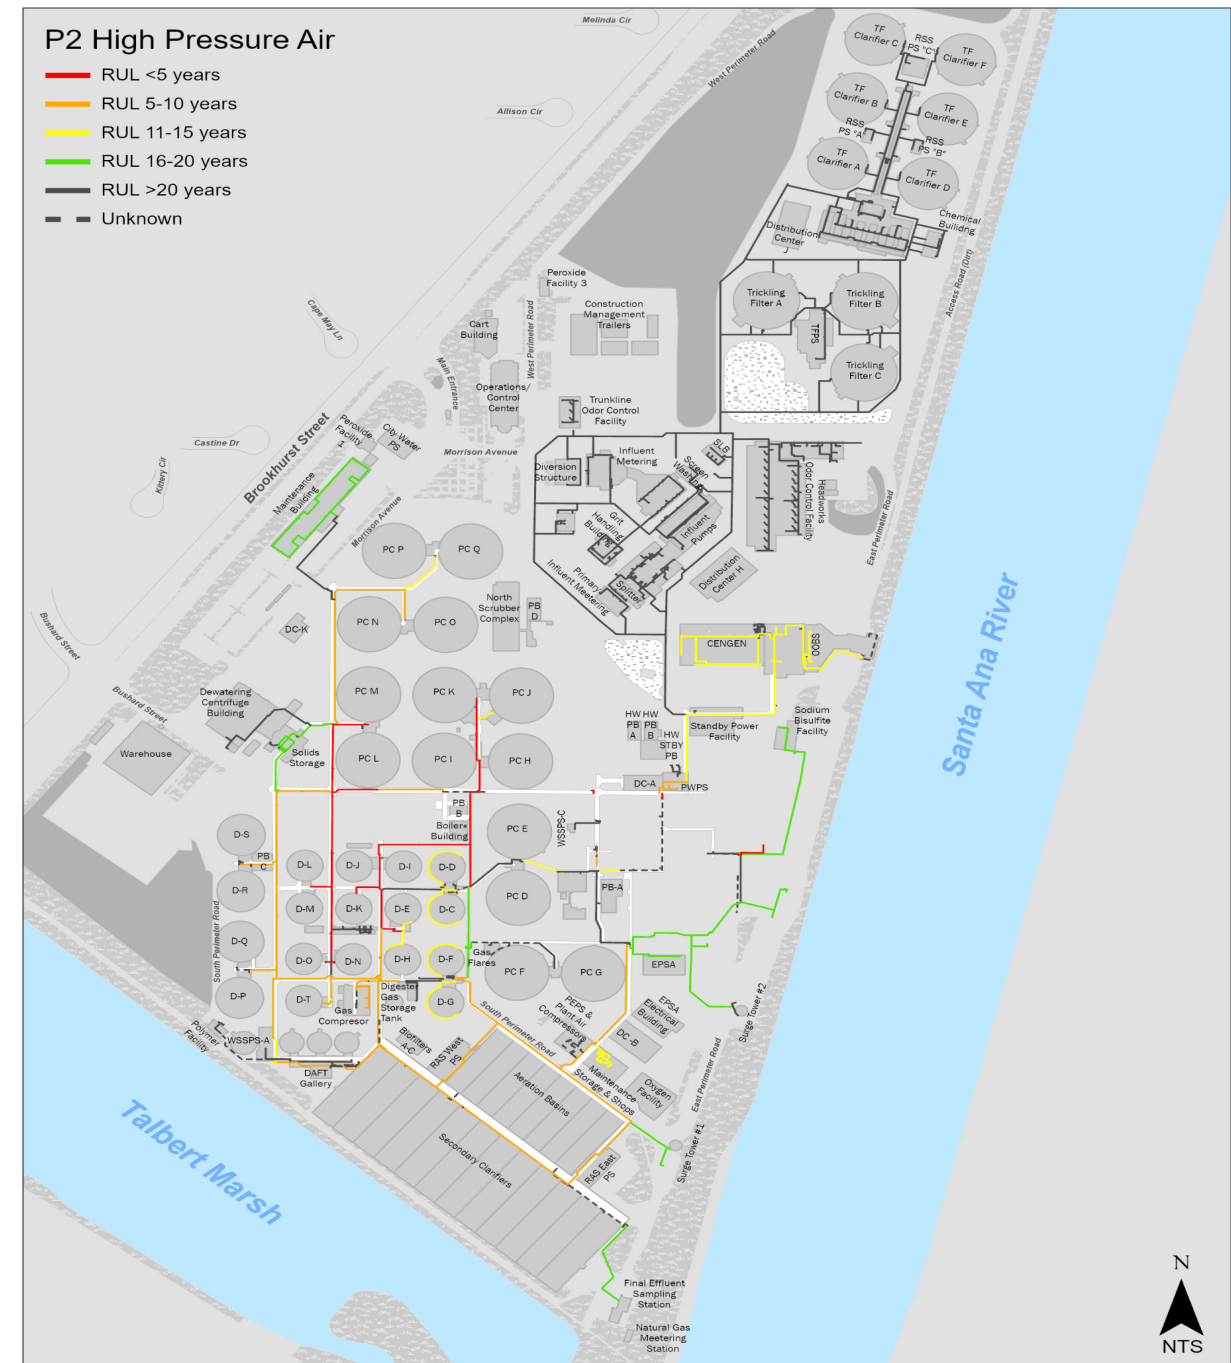 P2 High Pressure Air
RUL <5 years
RUL 5-10 years
RUL 11-15 years
RUL 16-20 years
RUL >20 years
Unknown
Melinda Cir
West Perimeter Road
Allison Cir
TF
Clarifier C
RSS
PS "C"
TF
Clarifier F
TF
Clarifier B
TF
Clarifier E
RSS
PS "A"
RSS
PS "B"
TF
Clarifier A
TF
Clarifier D
Distribution
Center
J
Chemical
Builidng
Access Road (Dirt)
Peroxide
Facility 3
Construction
Management
Trailers
Trickling
Filter A
Trickling
Filter B
TFPS
Trickling
Filter C
Cape May Ln
Cart
Building
West Perimeter Road
Main Entrance
Operations/
Control
Center
Trunkline
Odor Control
Facility
Castine Dr
Kittery Cir
Brookhurst Street
Peroxide
Facility
1
City Water
PS
Morrison Avenue
Maintenance
Building
Morrison Avenue
Diversion
Structure
Influent
Metering
Screen
Washing
SLB
Grit
Handling
Building
Influent
Pumps
Primary
Influent Meetering
Splitter
Distribution
Center H
Headworks
Odor Control Facility
East Perimeter Road
PC P
PC Q
PC N
PC O
North
Scrubber
Complex
PB
D
DC-K
CENGEN
SBOO
Santa Ana River
Bushard Street
Bushard Street
PC M
PC K
PC J
Dewatering
Centrifuge
Building
Warehouse
Solids
Storage
PC L
PC I
PC H
HW
PB
A
HW
PB
B
HW
STBY
PB
Standby Power
Facility
Sodium
Bisulfite
Facility
DC-A
PWPS
PB
B
Boiler
Building
PC E
WSSPS-C
D-S
PB
C
D-L
D-J
D-I
D-D
D-R
D-M
D-K
D-E
D-C
PC D
PB-A
South Perimeter Road
D-Q
D-O
D-N
D-H
D-F
Gas
Flares
PC F
PC G
EPSA
D-P
D-T
Gas
Compresor
Digester
Gas
Storage
Tank
D-G
South Perimeter Road
PEPS &
Plant Air
Compressors
EPSA
Electrical
Building
DC-B
Surge Tower #2
Polymer
Facility
WSSPS-A
DAFT
Gallery
Biofilters
A-C
RAS West
PS
Aeration Basins
Maintenance
Storage & Shops
Oxygen
Facility
East Perimeter Road
Talbert Marsh
Secondary Clarifiers
RAS East
PS
Surge Tower #1
Final Effluent
Sampling
Station
Natural Gas
Meetering
Station
N
NTS